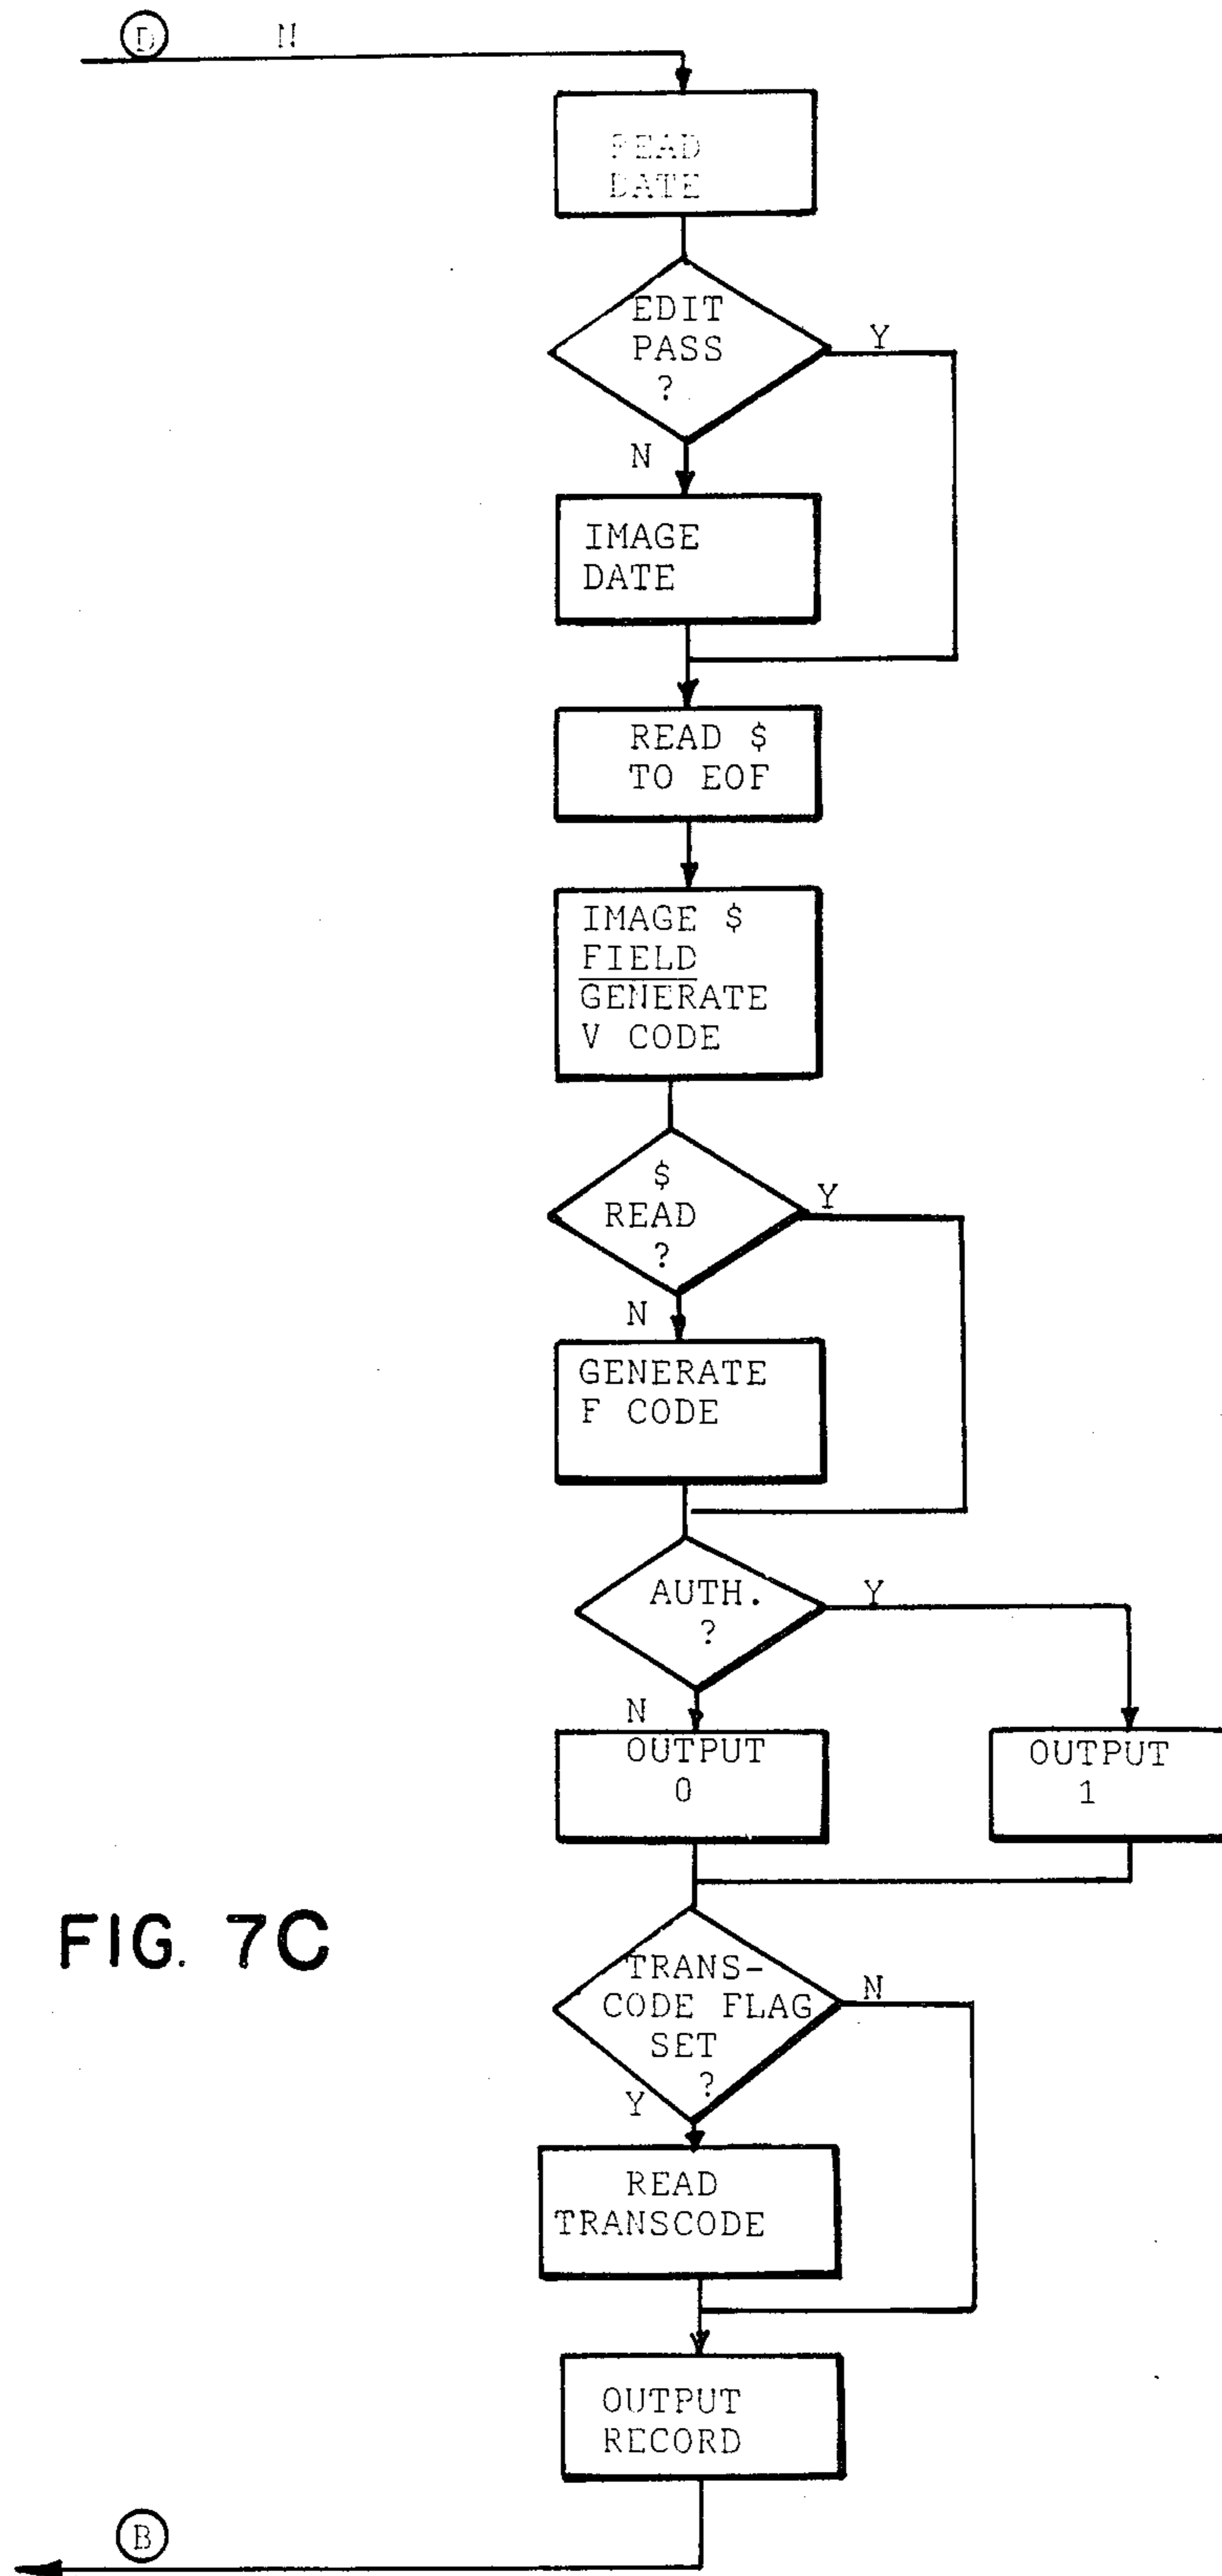 D N
READ
DATE
EDIT
PASS
?
Y
N
IMAGE
DATE
READ $
TO EOF
IMAGE $
FIELD
GENERATE
V CODE
$
READ
?
Y
N
GENERATE
F CODE
AUTH.
?
Y
N
OUTPUT
0
OUTPUT
1
FIG. 7C
TRANS-
CODE FLAG
SET
?
N
Y
READ
TRANSCODE
OUTPUT
RECORD
B